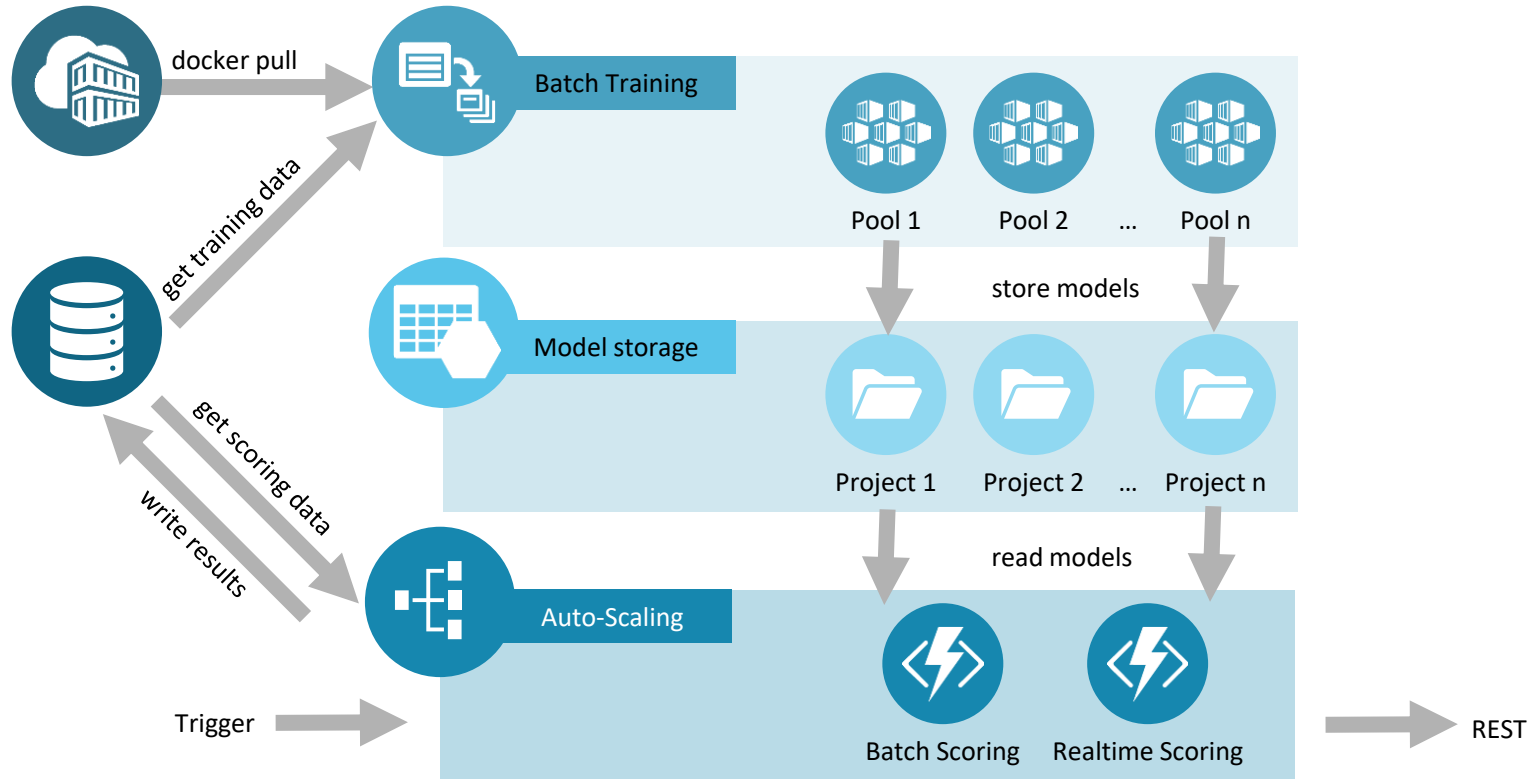 docker pull
Batch Training
get training data
Pool 1
Pool 2
...
Pool n
store models
Model storage
Project 1
Project 2
...
Project n
get scoring data
write results
read models
Auto-Scaling
Trigger
Batch Scoring
Realtime Scoring
REST